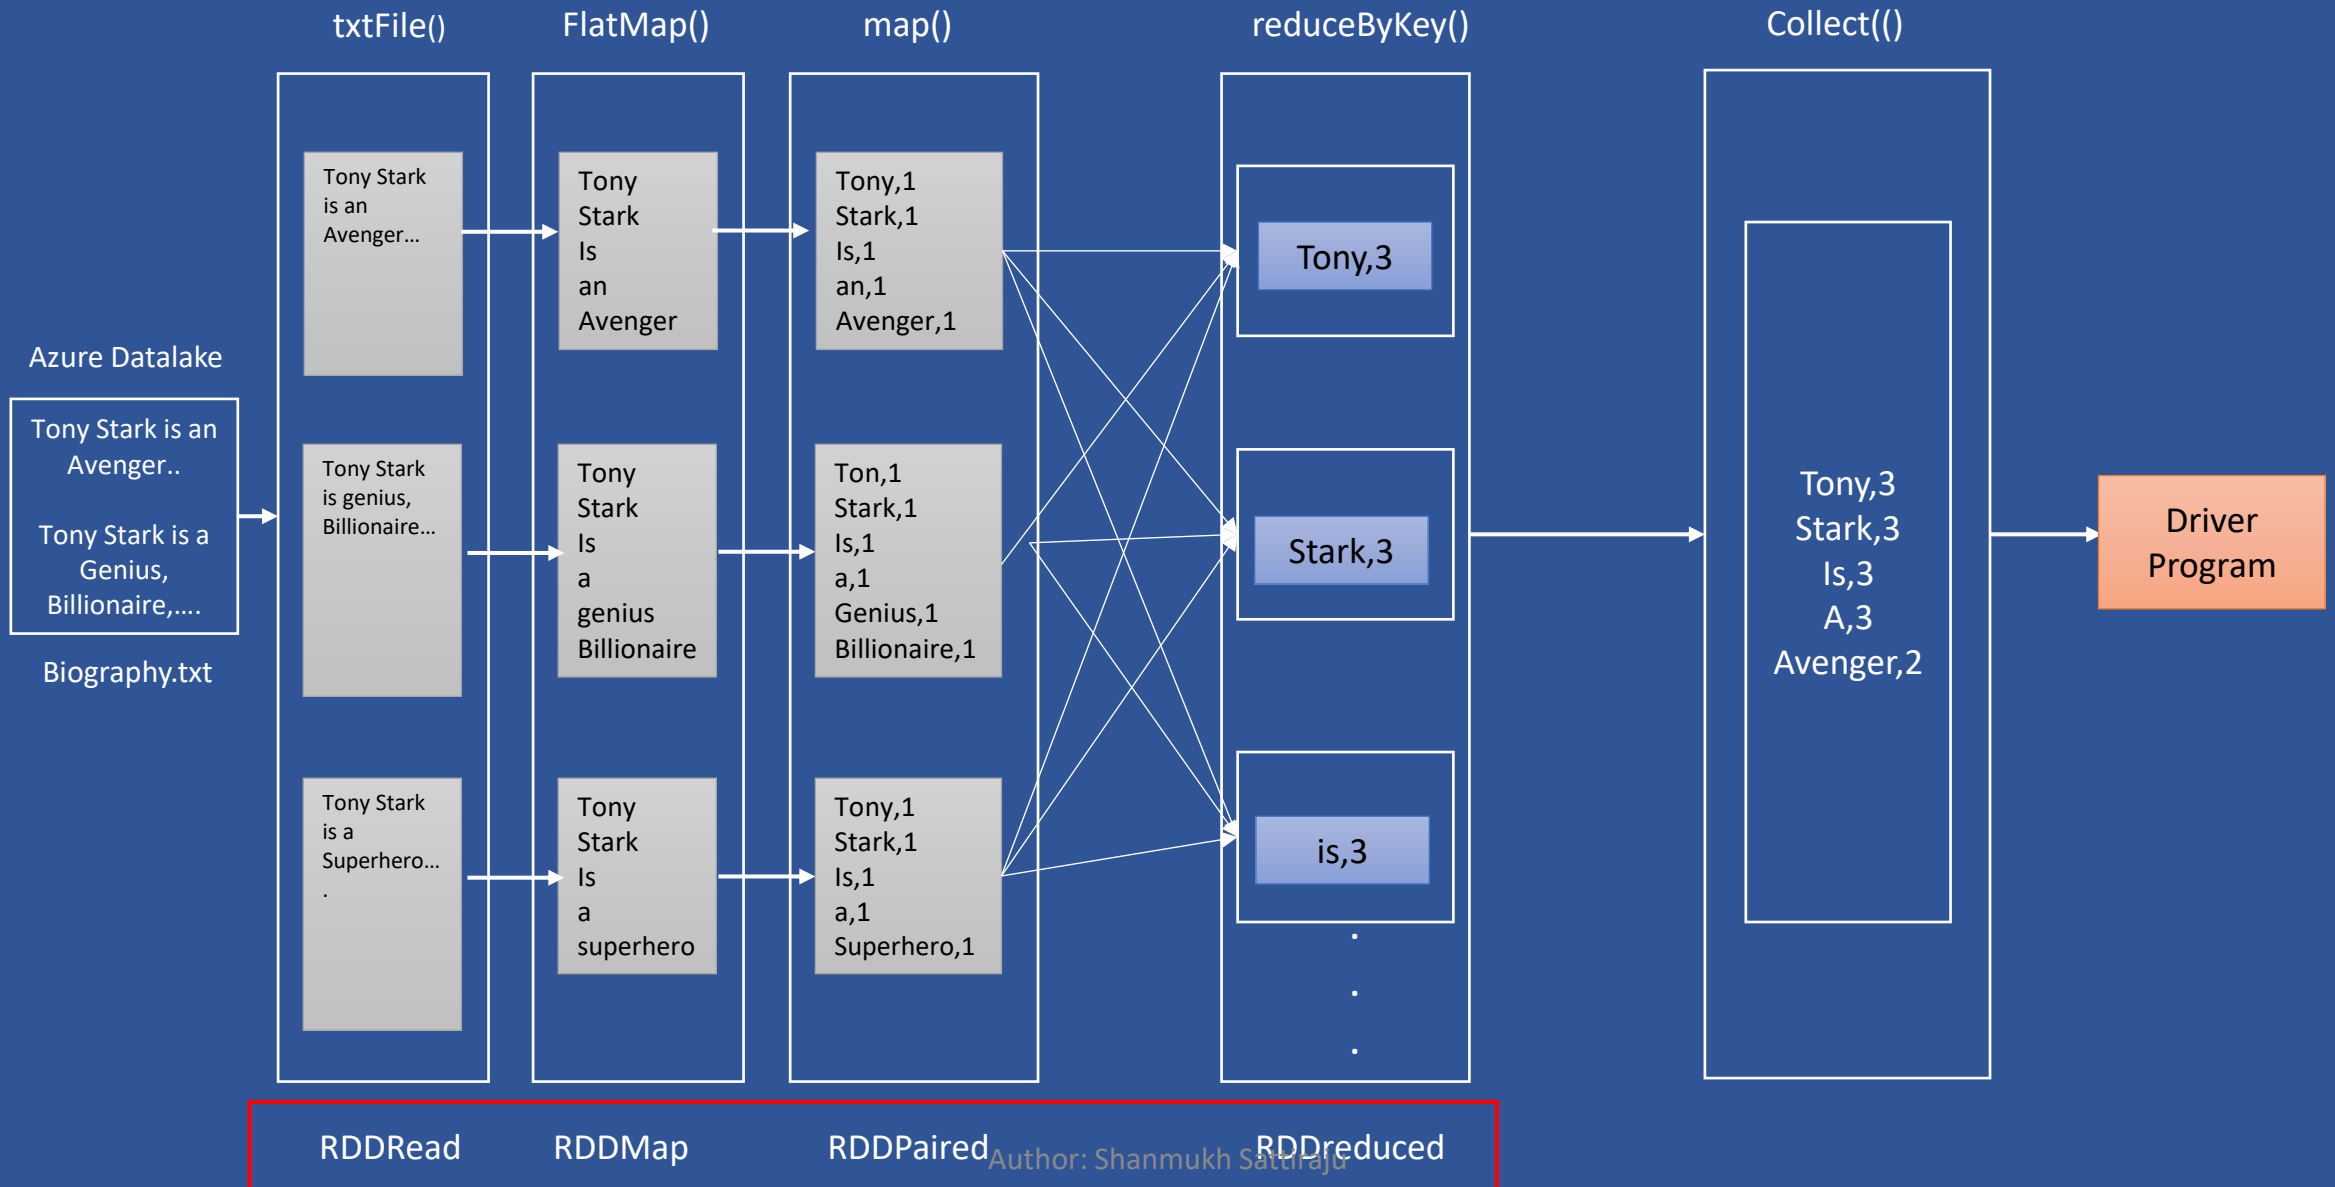 txtFile()
FlatMap()
map()
reduceByKey()
Collect(()
Azure Datalake
Tony Stark is an
Avenger..
Tony Stark is a
Genius,
Billionaire,....
Biography.txt
Tony Stark
is an
Avenger...
Tony Stark
is genius,
Billionaire...
Tony Stark
is a
Superhero...
.
Tony
Stark
Is
an
Avenger
Tony
Stark
Is
a
genius
Billionaire
Tony
Stark
Is
a
superhero
Tony,1
Stark,1
Is,1
an,1
Avenger,1
Ton,1
Stark,1
Is,1
a,1
Genius,1
Billionaire,1
Tony,1
Stark,1
Is,1
a,1
Superhero,1
Tony,3
Stark,3
is,3
.
.
.
Tony,3
Stark,3
Is,3
A,3
Avenger,2
Driver
Program
RDDRead
RDDMap
RDDPaired
RDDreduced
Author: Shanmukh Sattiraju